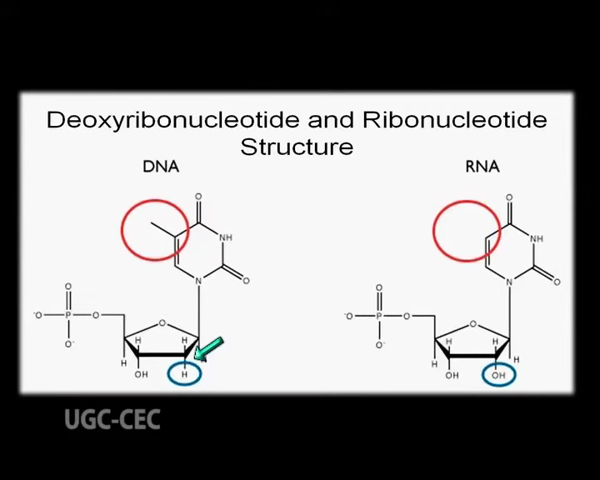 Deoxyribonucleotide and Ribonucleotide
Structure
DNA
RNA
O
NH
N
O
O
-O
P
O
O-
O
H
H
H
OH
H
O
NH
N
O
O
-O
P
O
O-
O
H
H
H
H
OH
OH
UGC-CEC